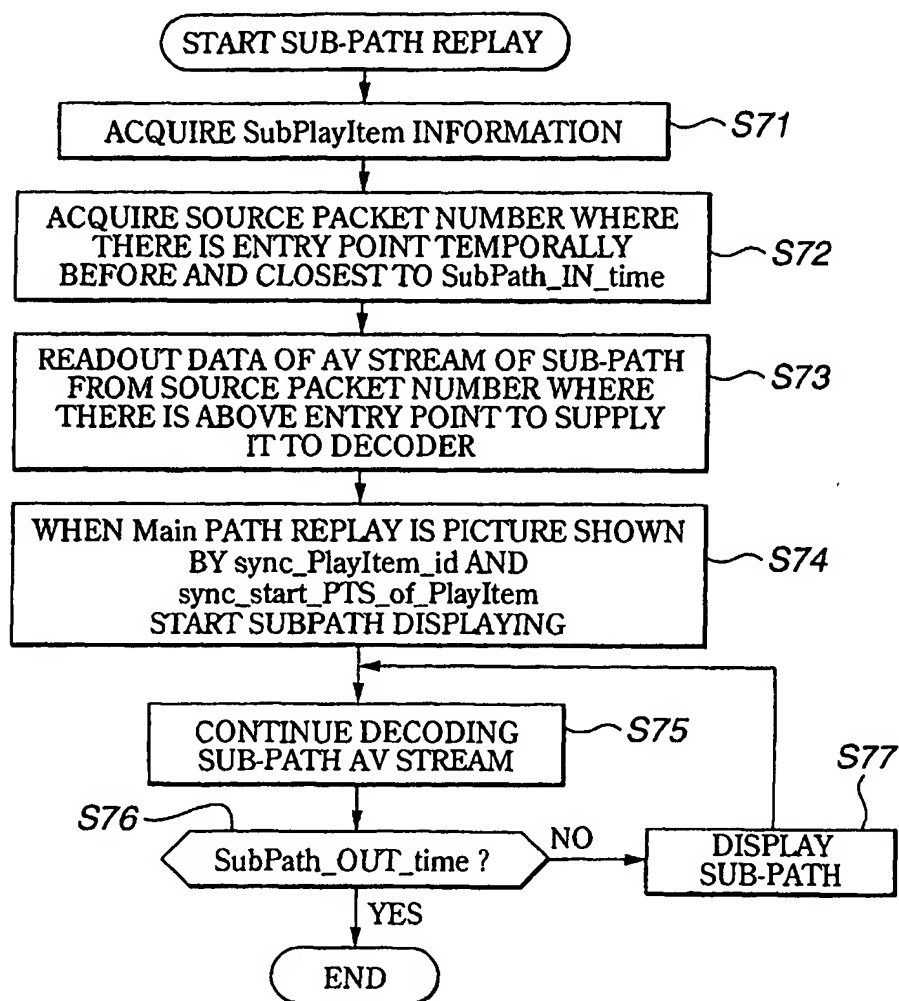 START SUB-PATH REPLAY
ACQUIRE SubPlayItem INFORMATION
S71
ACQUIRE SOURCE PACKET NUMBER WHERE
THERE IS ENTRY POINT TEMPORALLY
BEFORE AND CLOSEST TO SubPath_IN_time
S72
READOUT DATA OF AV STREAM OF SUB-PATH
FROM SOURCE PACKET NUMBER WHERE
THERE IS ABOVE ENTRY POINT TO SUPPLY
IT TO DECODER
S73
WHEN Main PATH REPLAY IS PICTURE SHOWN
BY sync_PlayItem_id AND
sync_start_PTS_of_PlayItem
START SUBPATH DISPLAYING
S74
CONTINUE DECODING
SUB-PATH AV STREAM
S75
S76
SubPath_OUT_time ?
NO
S77
DISPLAY
SUB-PATH
YES
END